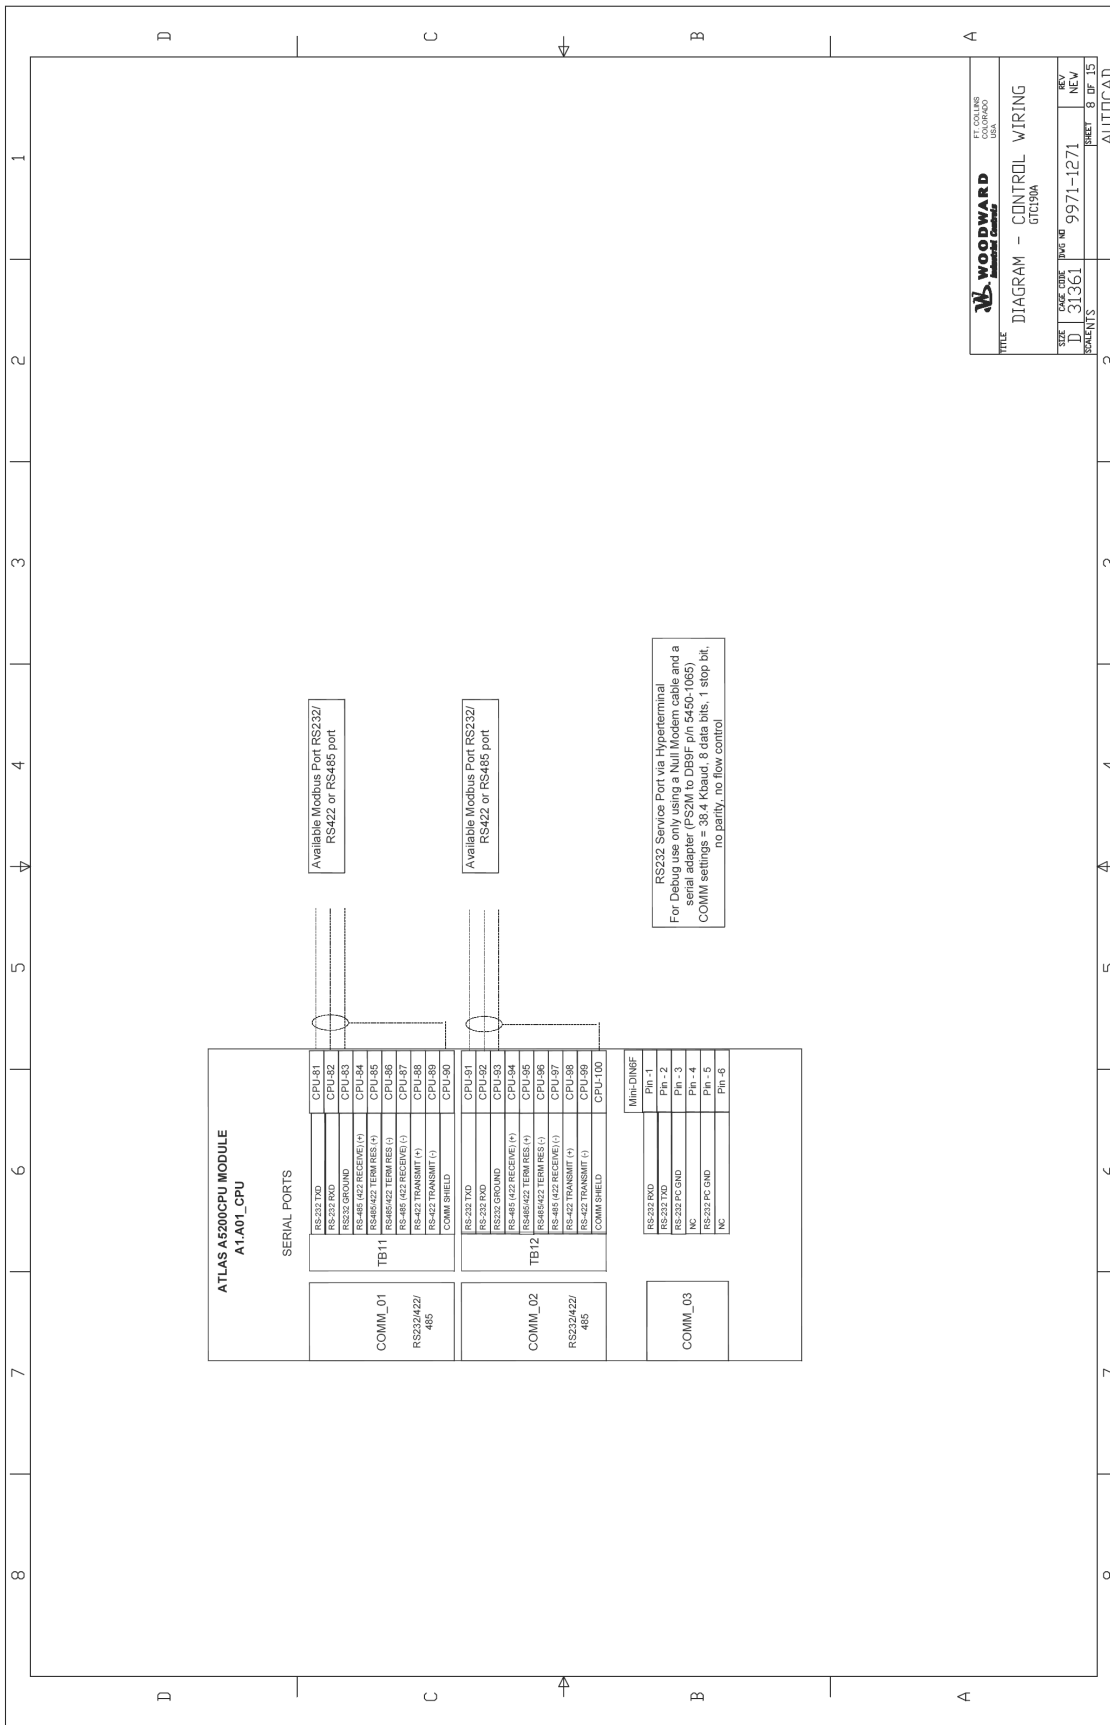 8 7 6 5 4 3 2 1
D
C
B
A
D
C
B
A
ATLAS A5200CPU MODULE
A1.A01_CPU
SERIAL PORTS
COMM_01
RS232/422/
485
TB11
RS-232 TXD CPU-81
RS-232 RXD CPU-82
RS232 GROUND CPU-83
RS-485 (422 RECEIVE) (+) CPU-84
RS485/422 TERM RES.(+) CPU-85
RS485/422 TERM RES (-) CPU-86
RS-485 (422 RECEIVE) (-) CPU-87
RS-422 TRANSMIT (+) CPU-88
RS-422 TRANSMIT (-) CPU-89
COMM SHIELD CPU-90
Available Modbus Port RS232/
RS422 or RS485 port
COMM_02
RS232/422/
485
TB12
RS-232 TXD CPU-91
RS-232 RXD CPU-92
RS232 GROUND CPU-93
RS-485 (422 RECEIVE) (+) CPU-94
RS485/422 TERM RES.(+) CPU-95
RS485/422 TERM RES (-) CPU-96
RS-485 (422 RECEIVE) (-) CPU-97
RS-422 TRANSMIT (+) CPU-98
RS-422 TRANSMIT (-) CPU-99
COMM SHIELD CPU-100
Available Modbus Port RS232/
RS422 or RS485 port
COMM_03
Mini-DIN6F
RS-232 RXD Pin -1
RS-232 TXD Pin - 2
RS-232 PC GND Pin - 3
NC Pin - 4
RS-232 PC GND Pin - 5
NC Pin -6
RS232 Service Port via Hyperterminal
For Debug use only using a Null Modem cable and a
serial adapter (PS2M to DB9F p/n 5450-1065)
COMM settings = 38.4 Kbaud, 8 data bits, 1 stop bit,
no parity, no flow control
WOODWARD
Industrial Controls
FT. COLLINS
COLORADO
USA
TITLE
DIAGRAM - CONTROL WIRING
GTC190A
SIZE
D
CAGE CODE
31361
DWG NO
9971-1271
REV
NEW
SCALE NTS
SHEET 8 OF 15